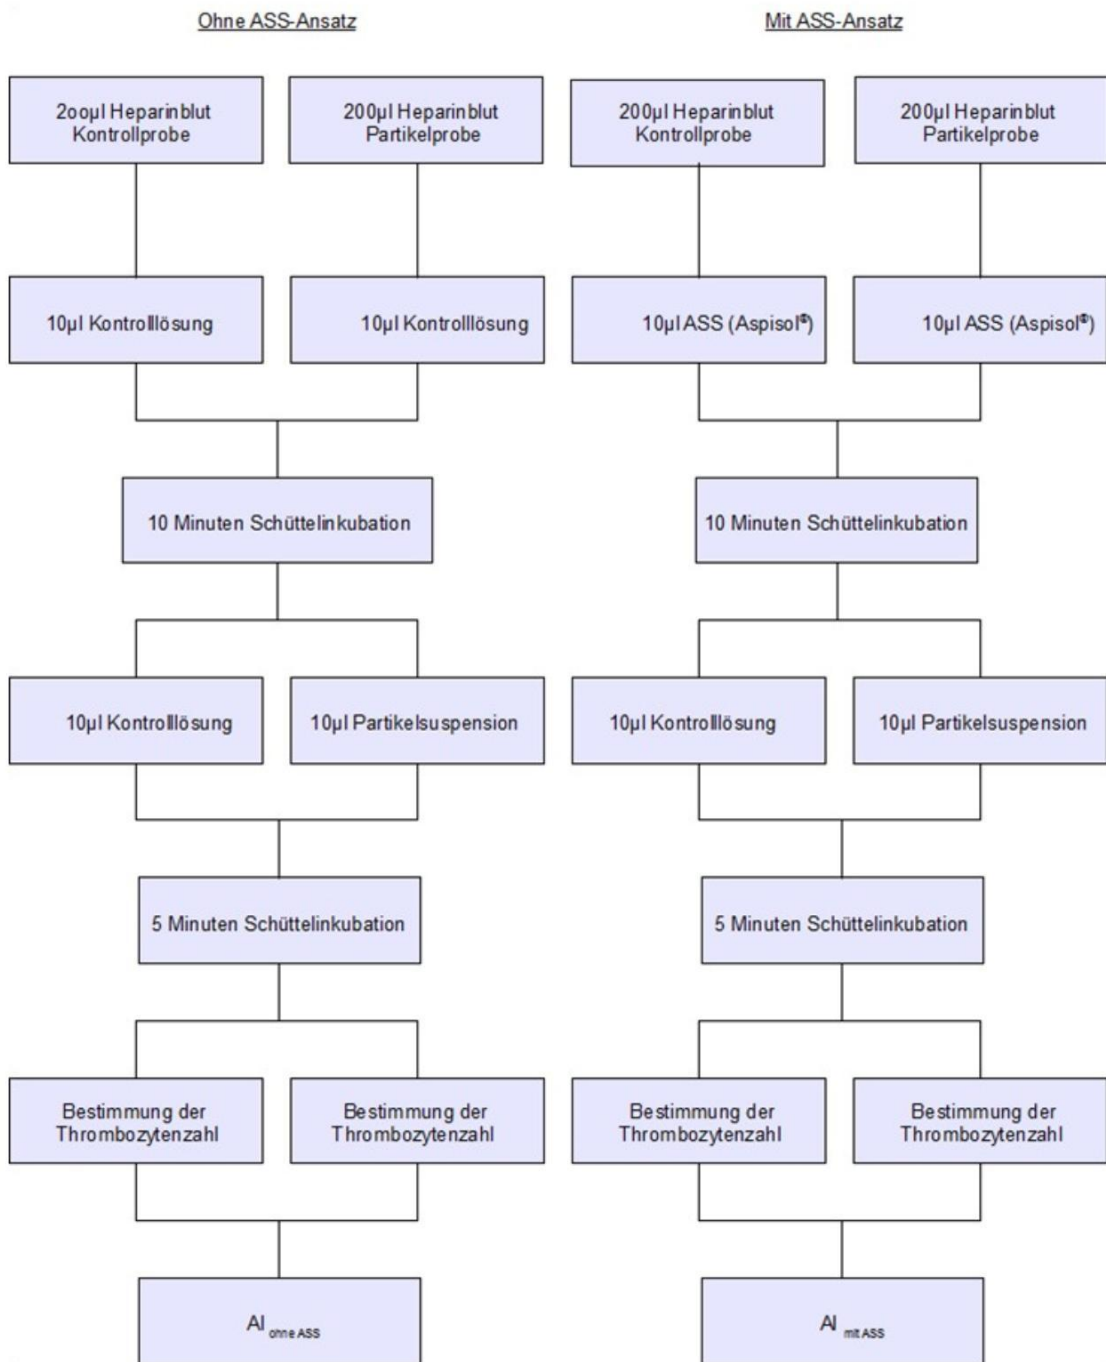 Ohne ASS-Ansatz
Mit ASS-Ansatz
2ooµl Heparinblut
Kontrollprobe
200µl Heparinblut
Partikelprobe
200µl Heparinblut
Kontrollprobe
200µl Heparinblut
Partikelprobe
10µl Kontrolllösung
10µl Kontrolllösung
10µl ASS (Aspisol®)
10µl ASS (Aspisol®)
10 Minuten Schüttelinkubation
10 Minuten Schüttelinkubation
10µl Kontrolllösung
10µl Partikelsuspension
10µl Kontrolllösung
10µl Partikelsuspension
5 Minuten Schüttelinkubation
5 Minuten Schüttelinkubation
Bestimmung der
Thrombozytenzahl
Bestimmung der
Thrombozytenzahl
Bestimmung der
Thrombozytenzahl
Bestimmung der
Thrombozytenzahl
AI ohne ASS
AI mit ASS